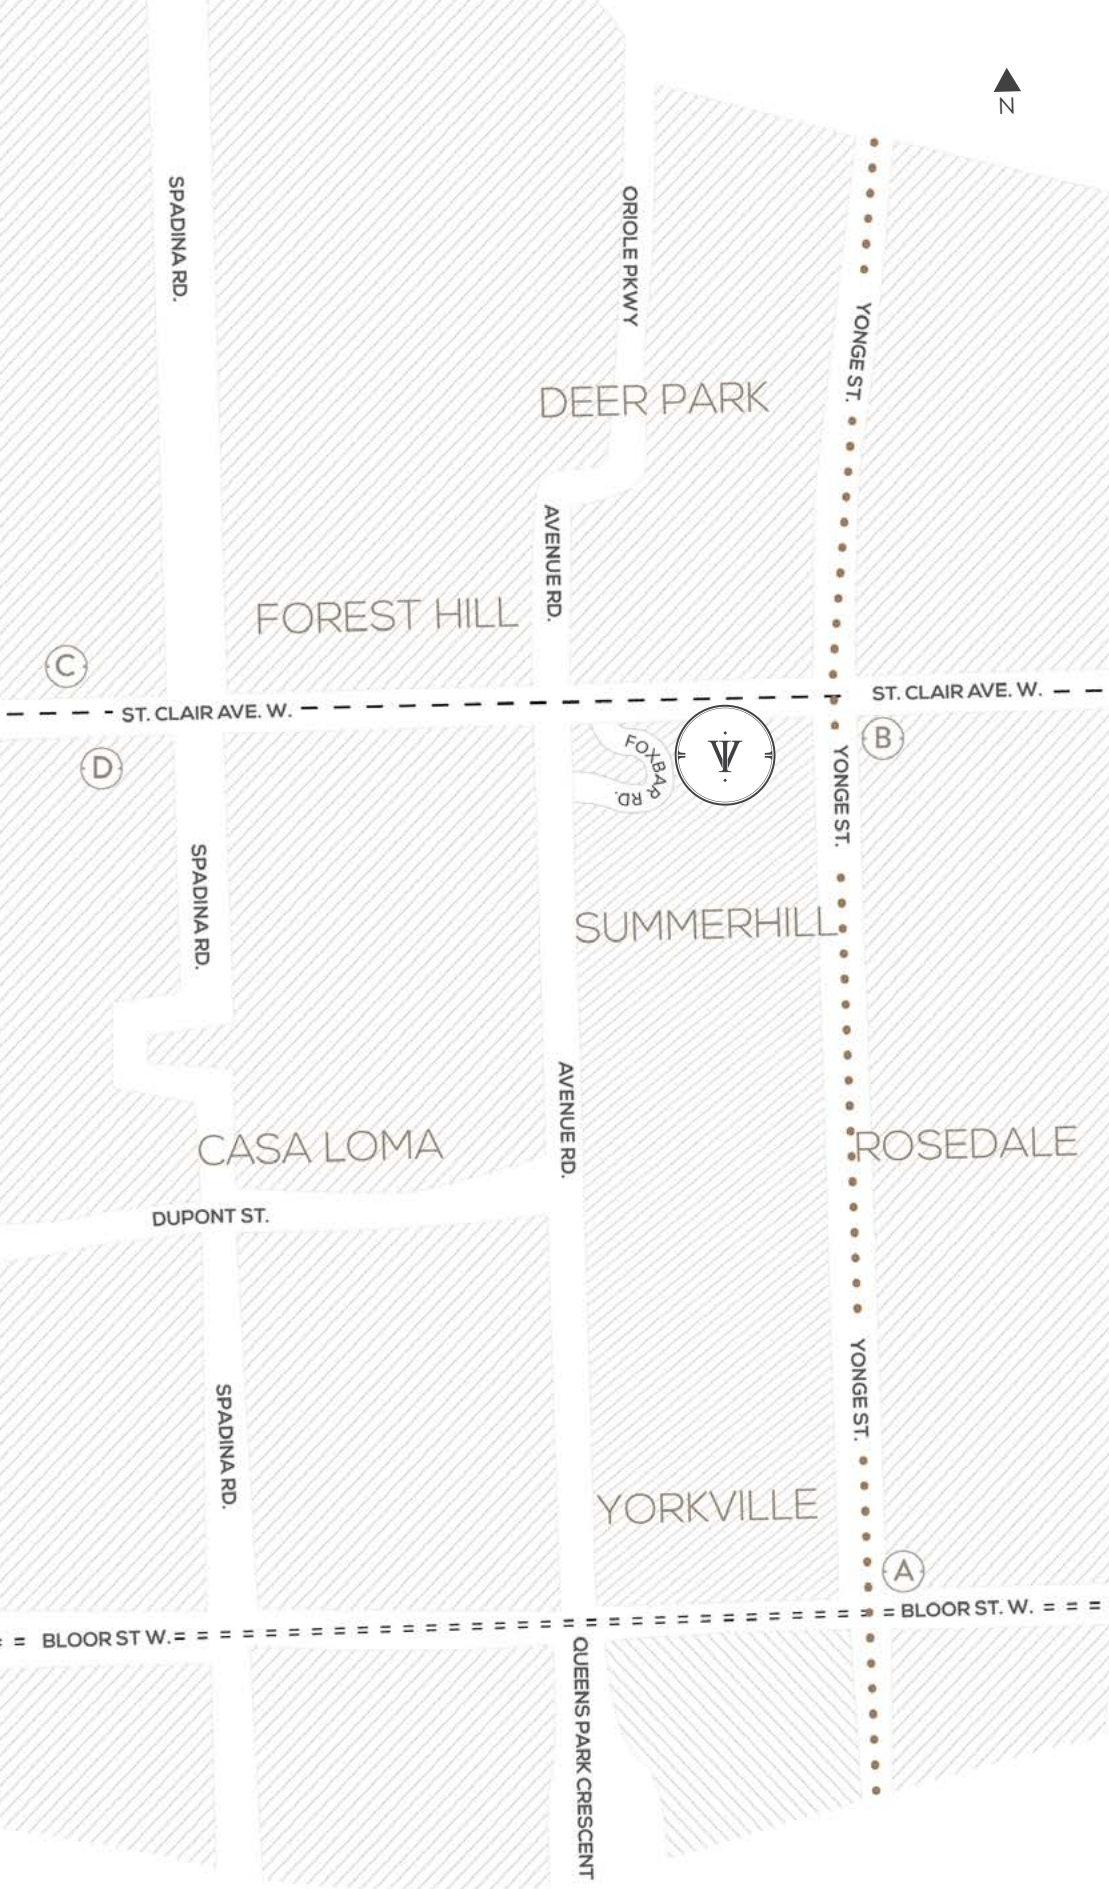 N
SPADINA RD.
ORIOLE PKWY
YONGE ST.
DEER PARK
AVENUE RD.
FOREST HILL
C
ST. CLAIR AVE. W.
ST. CLAIR AVE. W.
D
FOXBAR RD.
B
YONGE ST.
SPADINA RD.
SUMMERHILL
AVENUE RD.
CASA LOMA
ROSEDALE
DUPONT ST.
YONGE ST.
SPADINA RD.
YORKVILLE
A
BLOOR ST. W.
BLOOR ST W.
QUEENS PARK CRESCENT